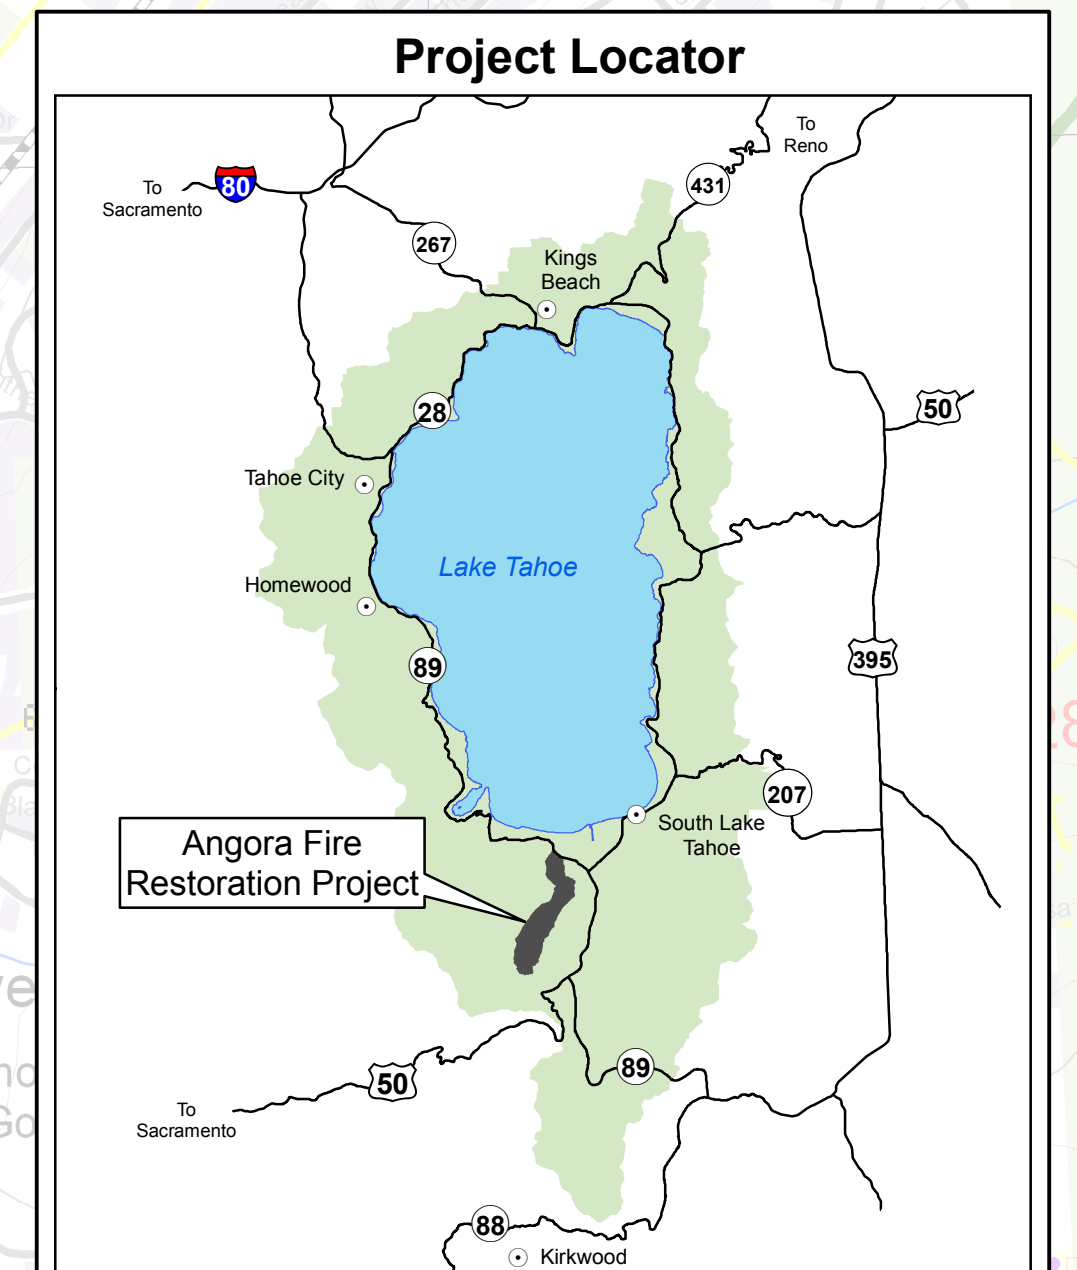 Project Locator
To
Reno
To
Sacramento
80
431
267
Kings
Beach
28
50
Tahoe City
Lake Tahoe
Homewood
89
395
207
South Lake
Tahoe
Angora Fire
Restoration Project
89
50
To
Sacramento
88
Kirkwood